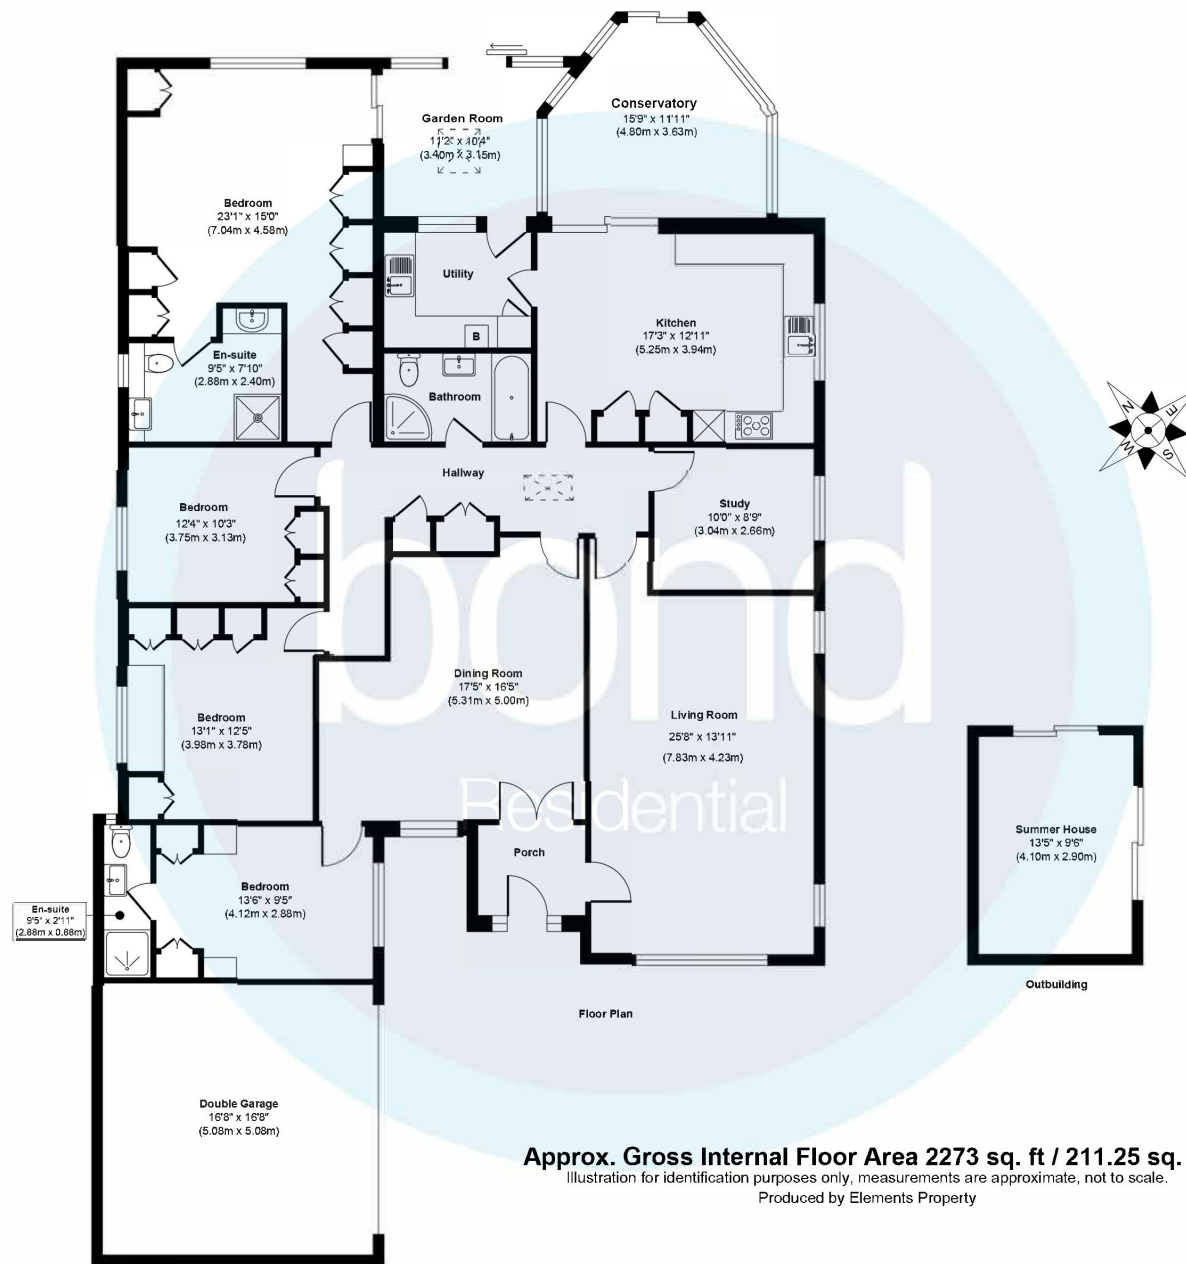 Conservatory
15'9" x 11'11"
(4.80m x 3.63m)
Garden Room
11'2" x 10'4"
(3.40m x 3.15m)
Bedroom
23'1" x 15'0"
(7.04m x 4.58m)
Utility
B
Kitchen
17'3" x 12'11"
(5.25m x 3.94m)
En-suite
9'5" x 7'10"
(2.88m x 2.40m)
Bathroom
N
E
S
W
Hallway
Bedroom
12'4" x 10'3"
(3.75m x 3.13m)
Study
10'0" x 8'9"
(3.04m x 2.66m)
bond
Residential
Dining Room
17'5" x 16'5"
(5.31m x 5.00m)
Bedroom
13'1" x 12'5"
(3.98m x 3.78m)
Living Room
25'8" x 13'11"
(7.83m x 4.23m)
Summer House
13'5" x 9'6"
(4.10m x 2.90m)
Porch
Bedroom
13'6" x 9'5"
(4.12m x 2.88m)
En-suite
9'5" x 2'11"
(2.88m x 0.88m)
Outbuilding
Floor Plan
Double Garage
16'8" x 16'8"
(5.08m x 5.08m)
Approx. Gross Internal Floor Area 2273 sq. ft / 211.25 sq.
Illustration for identification purposes only, measurements are approximate, not to scale.
Produced by Elements Property